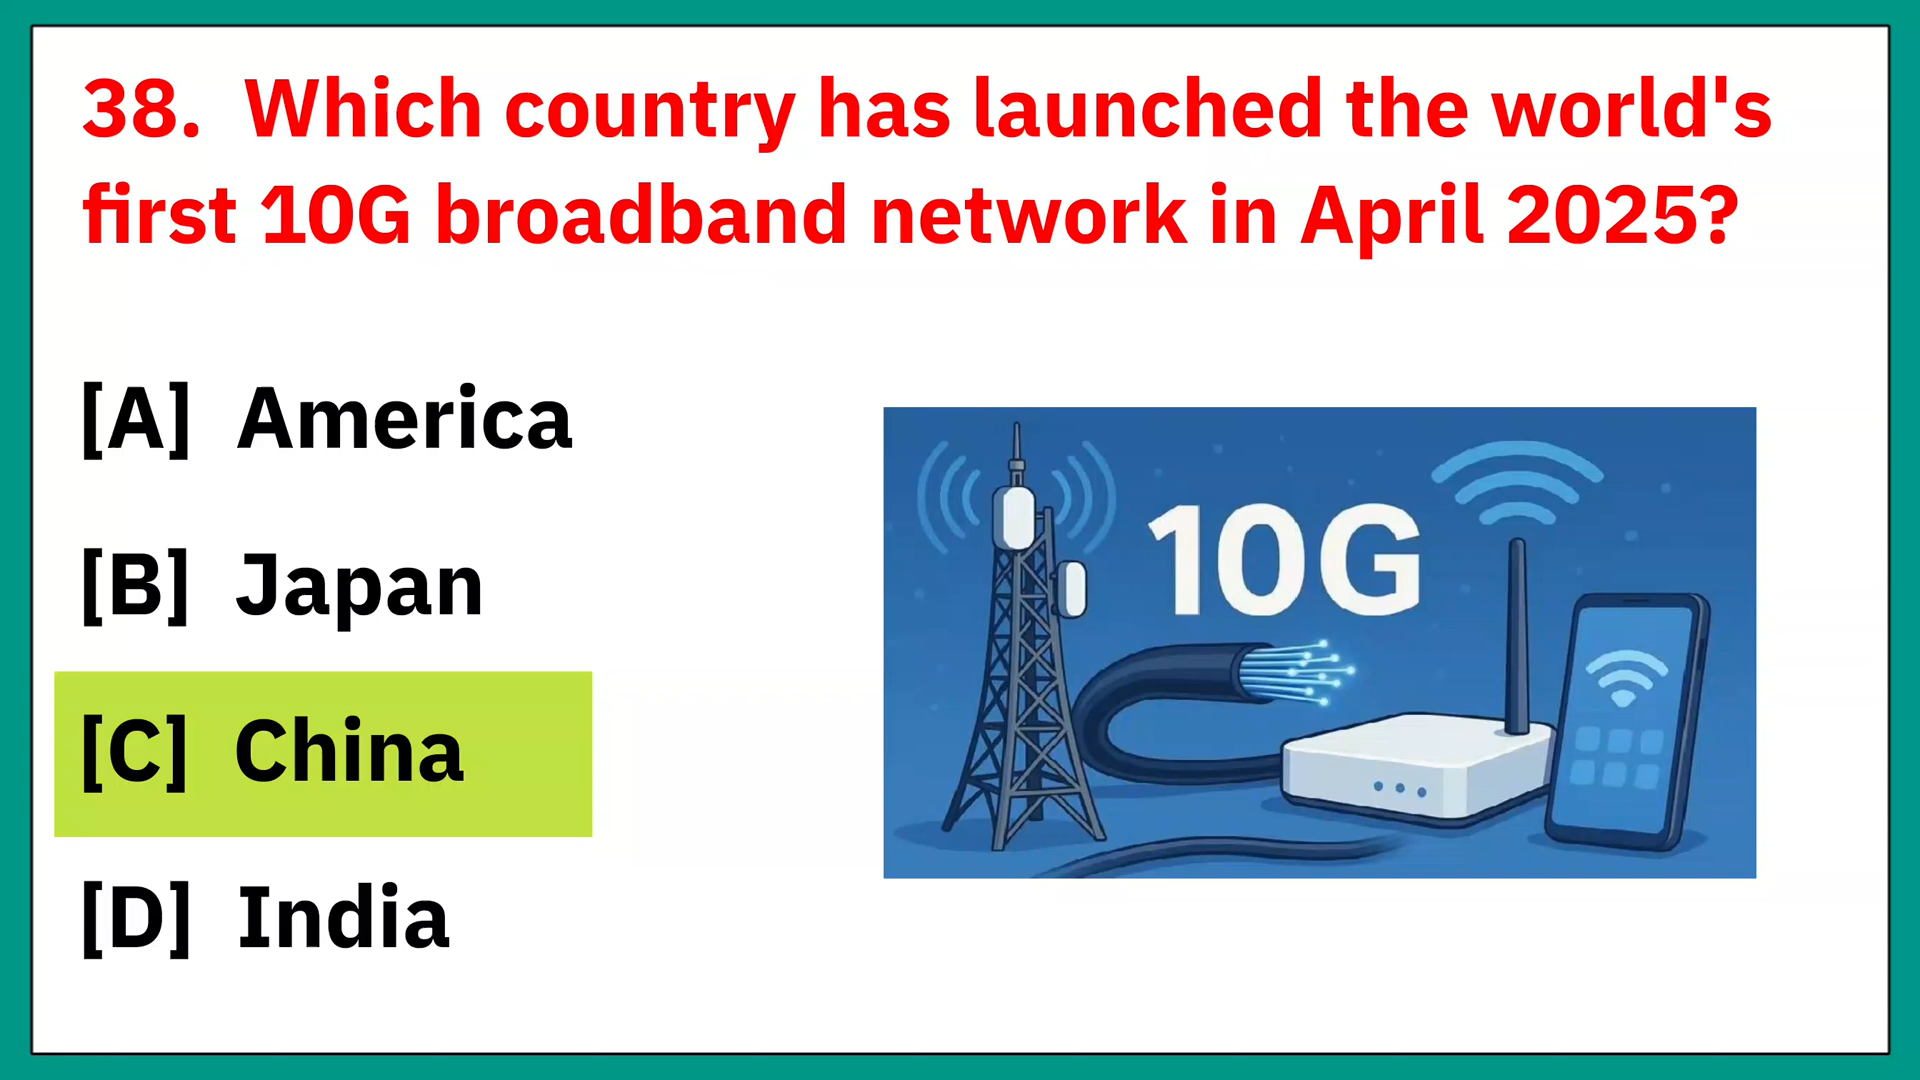 38. Which country has launched the world's
first 10G broadband network in April 2025?
[A] America
[B] Japan
[C] China
[D] India
10G